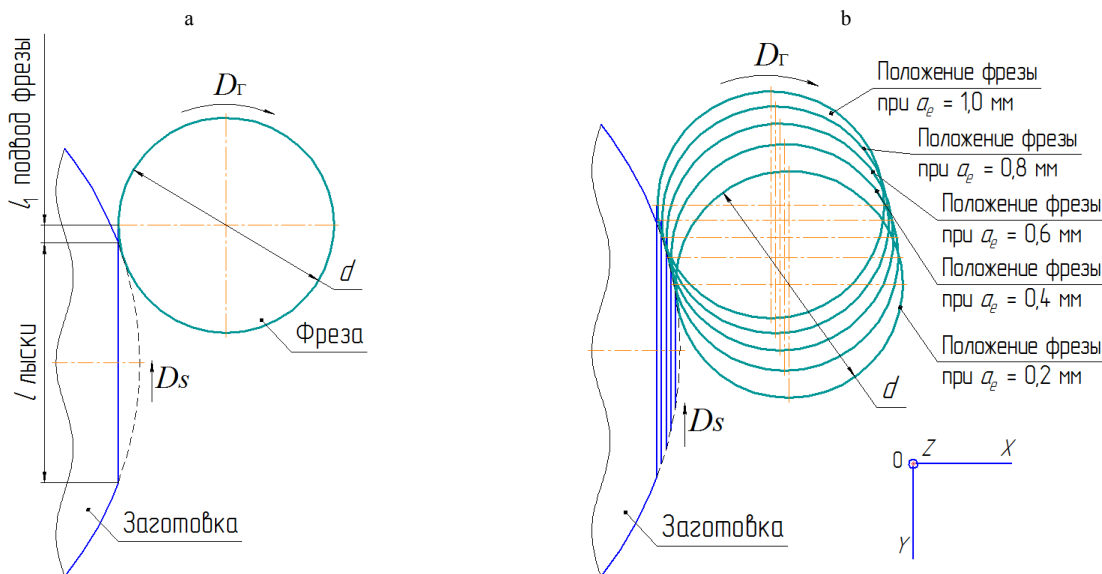 a
l₁ подвод фрезы
l лыски
Dг
d
Фреза
Ds
Заготовка
b
Dг
Положение фрезы
при aₑ = 1,0 мм
Положение фрезы
при aₑ = 0,8 мм
Положение фрезы
при aₑ = 0,6 мм
Положение фрезы
при aₑ = 0,4 мм
Положение фрезы
при aₑ = 0,2 мм
d
Ds
Заготовка
0
Z
X
Y